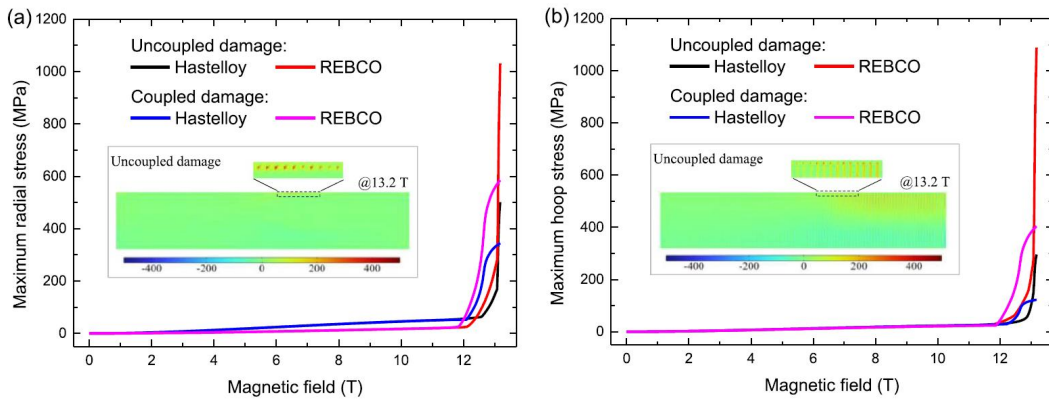 (a)
1200
1000
800
600
400
200
0
Maximum radial stress (MPa)
Uncoupled damage:
Hastelloy REBCO
Coupled damage:
Hastelloy REBCO
Uncoupled damage
@13.2 T
-400 -200 0 200 400
0 2 4 6 8 10 12
Magnetic field (T)
(b)
1200
1000
800
600
400
200
0
Maximum hoop stress (MPa)
Uncoupled damage:
Hastelloy REBCO
Coupled damage:
Hastelloy REBCO
Uncoupled damage
@13.2 T
-400 -200 0 200 400
0 2 4 6 8 10 12
Magnetic field (T)